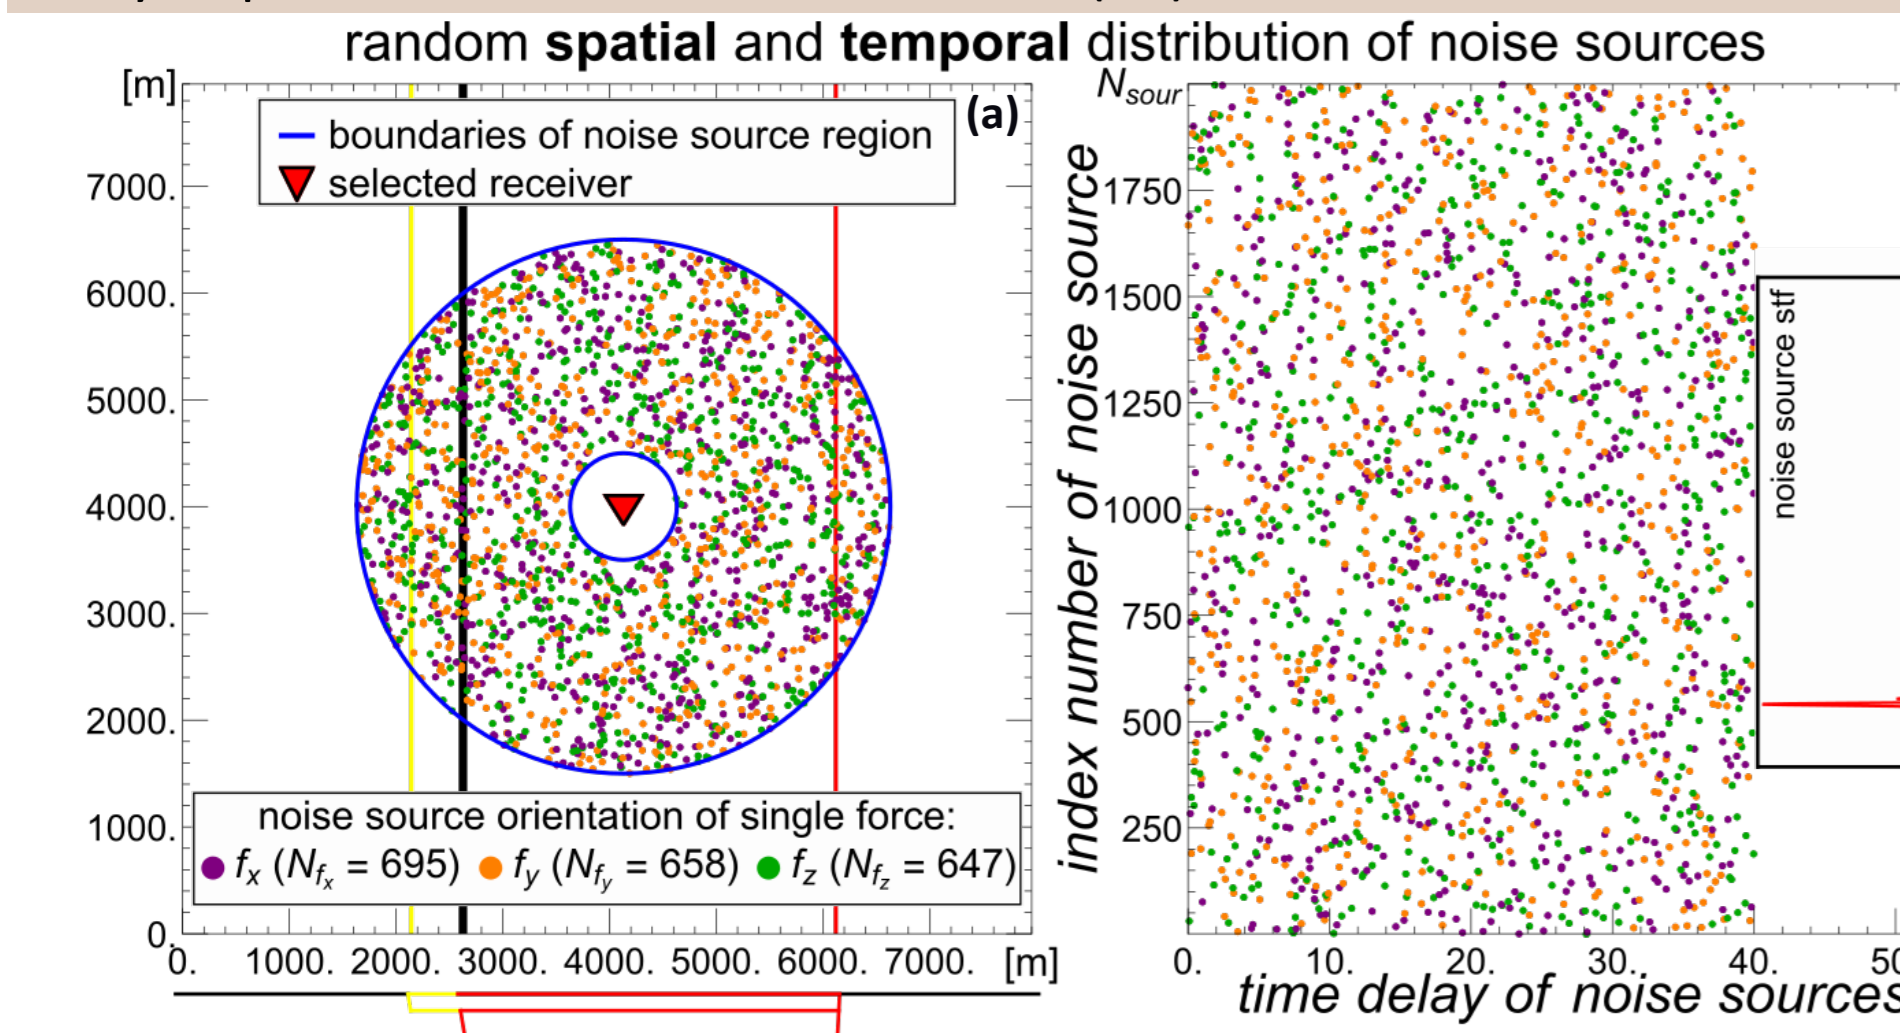 random spatial and temporal distribution of noise sources
[m]
boundaries of noise source region
selected receiver
(a)
7000.
6000.
5000.
4000.
3000.
2000.
1000.
0.
noise source orientation of single force:
fx (Nfx = 695) fy (Nfy = 658) fz (Nfz = 647)
0. 1000. 2000. 3000. 4000. 5000. 6000. 7000. [m]
Nsour
index number of noise source
1750
1500
1250
1000
750
500
250
noise source stf
0. 10. 20. 30. 40.
time delay of noise sources